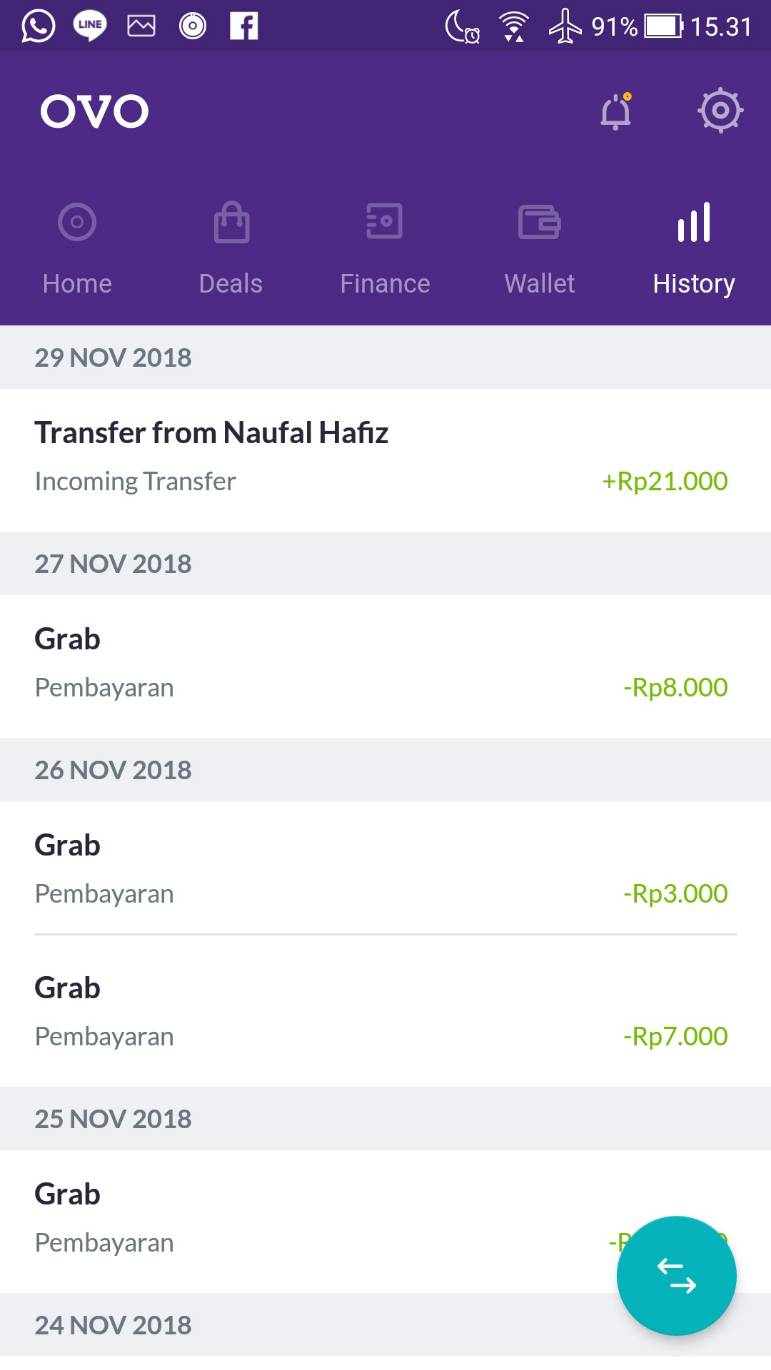 LINE
91%
15.31
OVO
Home
Deals
Finance
Wallet
History
29 NOV 2018
Transfer from Naufal Hafiz
Incoming Transfer
+Rp21.000
27 NOV 2018
Grab
Pembayaran
-Rp8.000
26 NOV 2018
Grab
Pembayaran
-Rp3.000
Grab
Pembayaran
-Rp7.000
25 NOV 2018
Grab
Pembayaran
24 NOV 2018